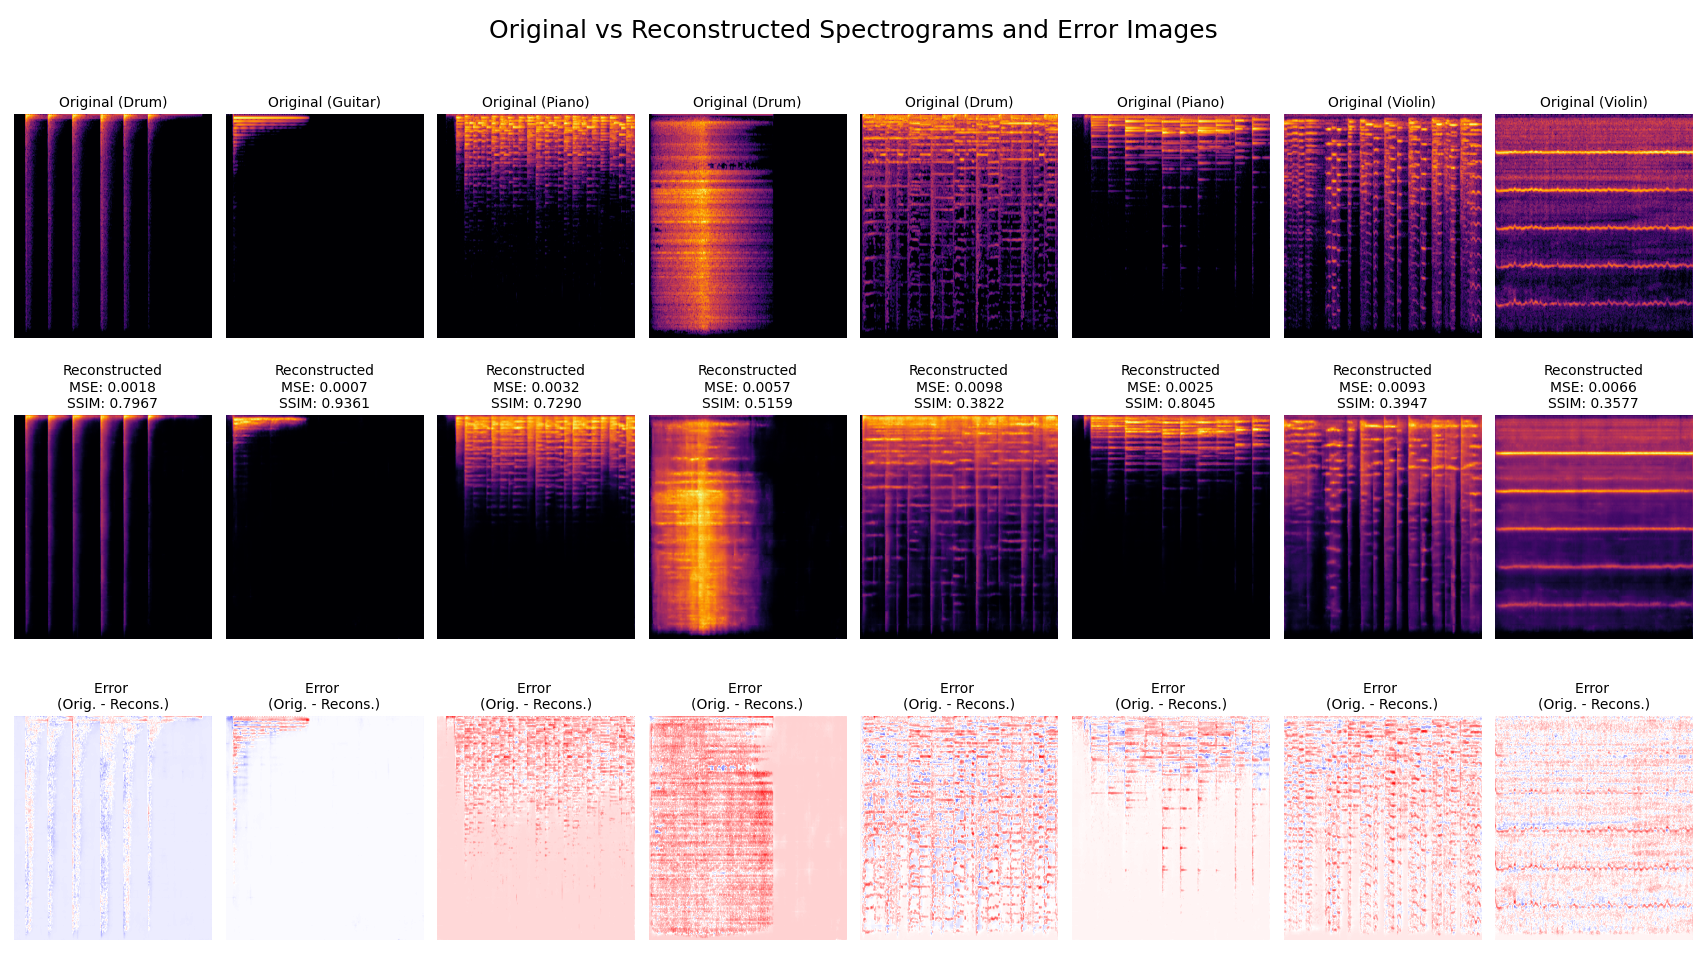 Original vs Reconstructed Spectrograms and Error Images
Original (Drum)
Original (Guitar)
Original (Piano)
Original (Drum)
Original (Drum)
Original (Piano)
Original (Violin)
Original (Violin)
Reconstructed
MSE: 0.0018
SSIM: 0.7967
Reconstructed
MSE: 0.0007
SSIM: 0.9361
Reconstructed
MSE: 0.0032
SSIM: 0.7290
Reconstructed
MSE: 0.0057
SSIM: 0.5159
Reconstructed
MSE: 0.0098
SSIM: 0.3822
Reconstructed
MSE: 0.0025
SSIM: 0.8045
Reconstructed
MSE: 0.0093
SSIM: 0.3947
Reconstructed
MSE: 0.0066
SSIM: 0.3577
Error
(Orig. - Recons.)
Error
(Orig. - Recons.)
Error
(Orig. - Recons.)
Error
(Orig. - Recons.)
Error
(Orig. - Recons.)
Error
(Orig. - Recons.)
Error
(Orig. - Recons.)
Error
(Orig. - Recons.)